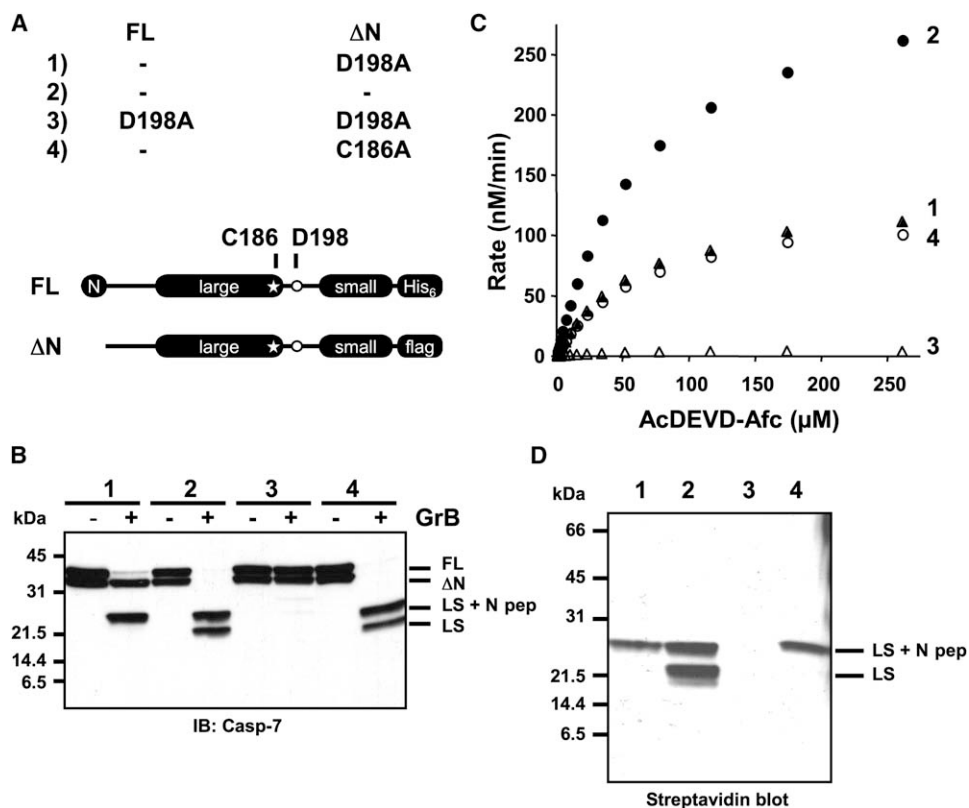 A
FL ΔN
1) - D198A
2) - -
3) D198A D198A
4) - C186A
C186 D198
FL N large small His6
ΔN large small flag
B
1 2 3 4
kDa - + - + - + - + GrB
45
31
21.5
14.4
6.5
FL
ΔN
LS + N pep
LS
IB: Casp-7
C
Rate (nM/min)
250
200
150
100
50
0
0 50 100 150 200 250
AcDEVD-Afc (μM)
2
1
4
3
D
kDa 1 2 3 4
66
45
31
21.5
14.4
6.5
LS + N pep
LS
Streptavidin blot